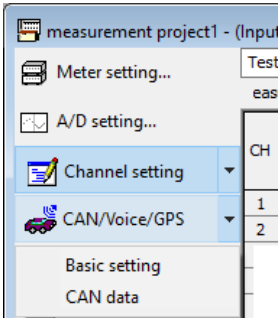 measurement project1 - (Input
Meter setting...
Test
eas
A/D setting...
CH
Channel setting
1
CAN/Voice/GPS
2
Basic setting
CAN data